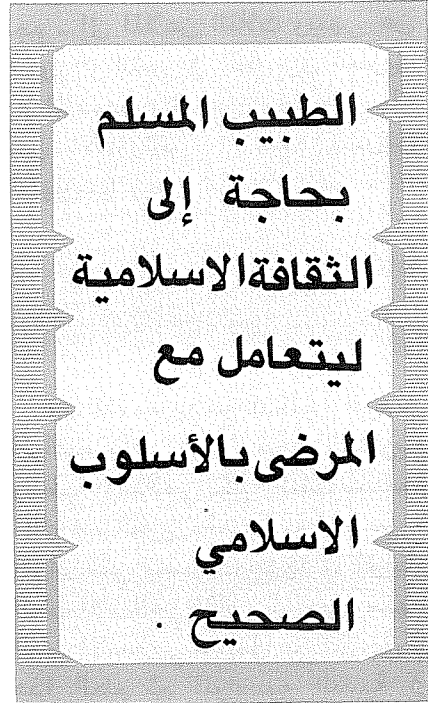 الطبيب المسلم
بحاجة إلى
الثقافة الاسلامية
ليتعامل مع
المرضى بالأسلوب
الاسلامي
الصحيح .